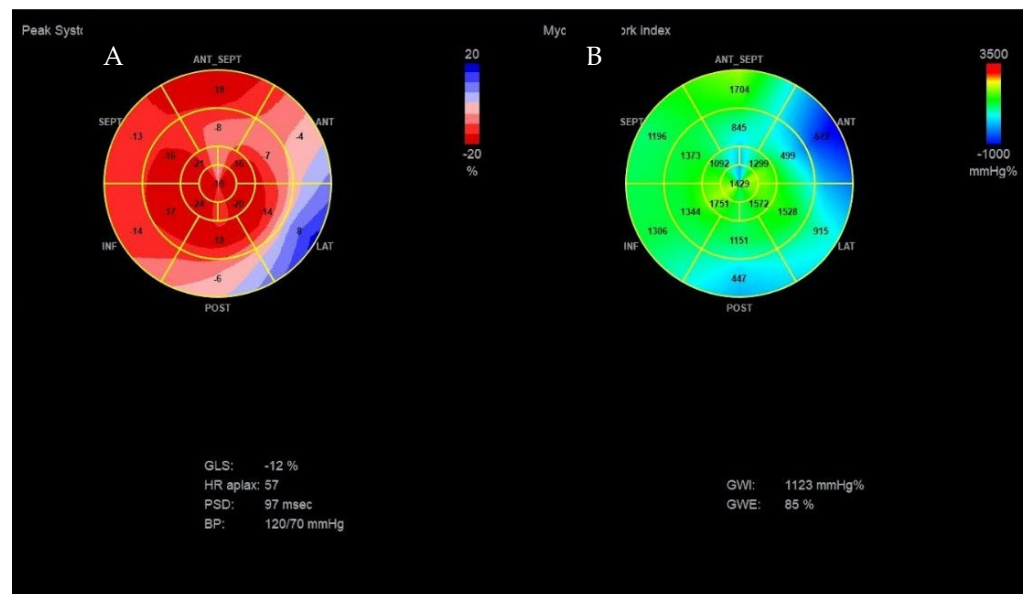 Peak Syst
A
20
-20
%
ANT_SEPT
SEPT
ANT
INF
LAT
POST
-18
-13
-8
-4
-16
21
-16
-7
-17
-24
-20
-14
-14
8
-18
-6
GLS: -12 %
HR aplax: 57
PSD: 97 msec
BP: 120/70 mmHg
Myc ork Index
B
3500
-1000
mmHg%
ANT_SEPT
SEPT
ANT
INF
LAT
POST
1704
1196
845
1373
1092
1299
499
1429
1344
1751
1572
1528
1306
915
1151
447
GWI: 1123 mmHg%
GWE: 85 %